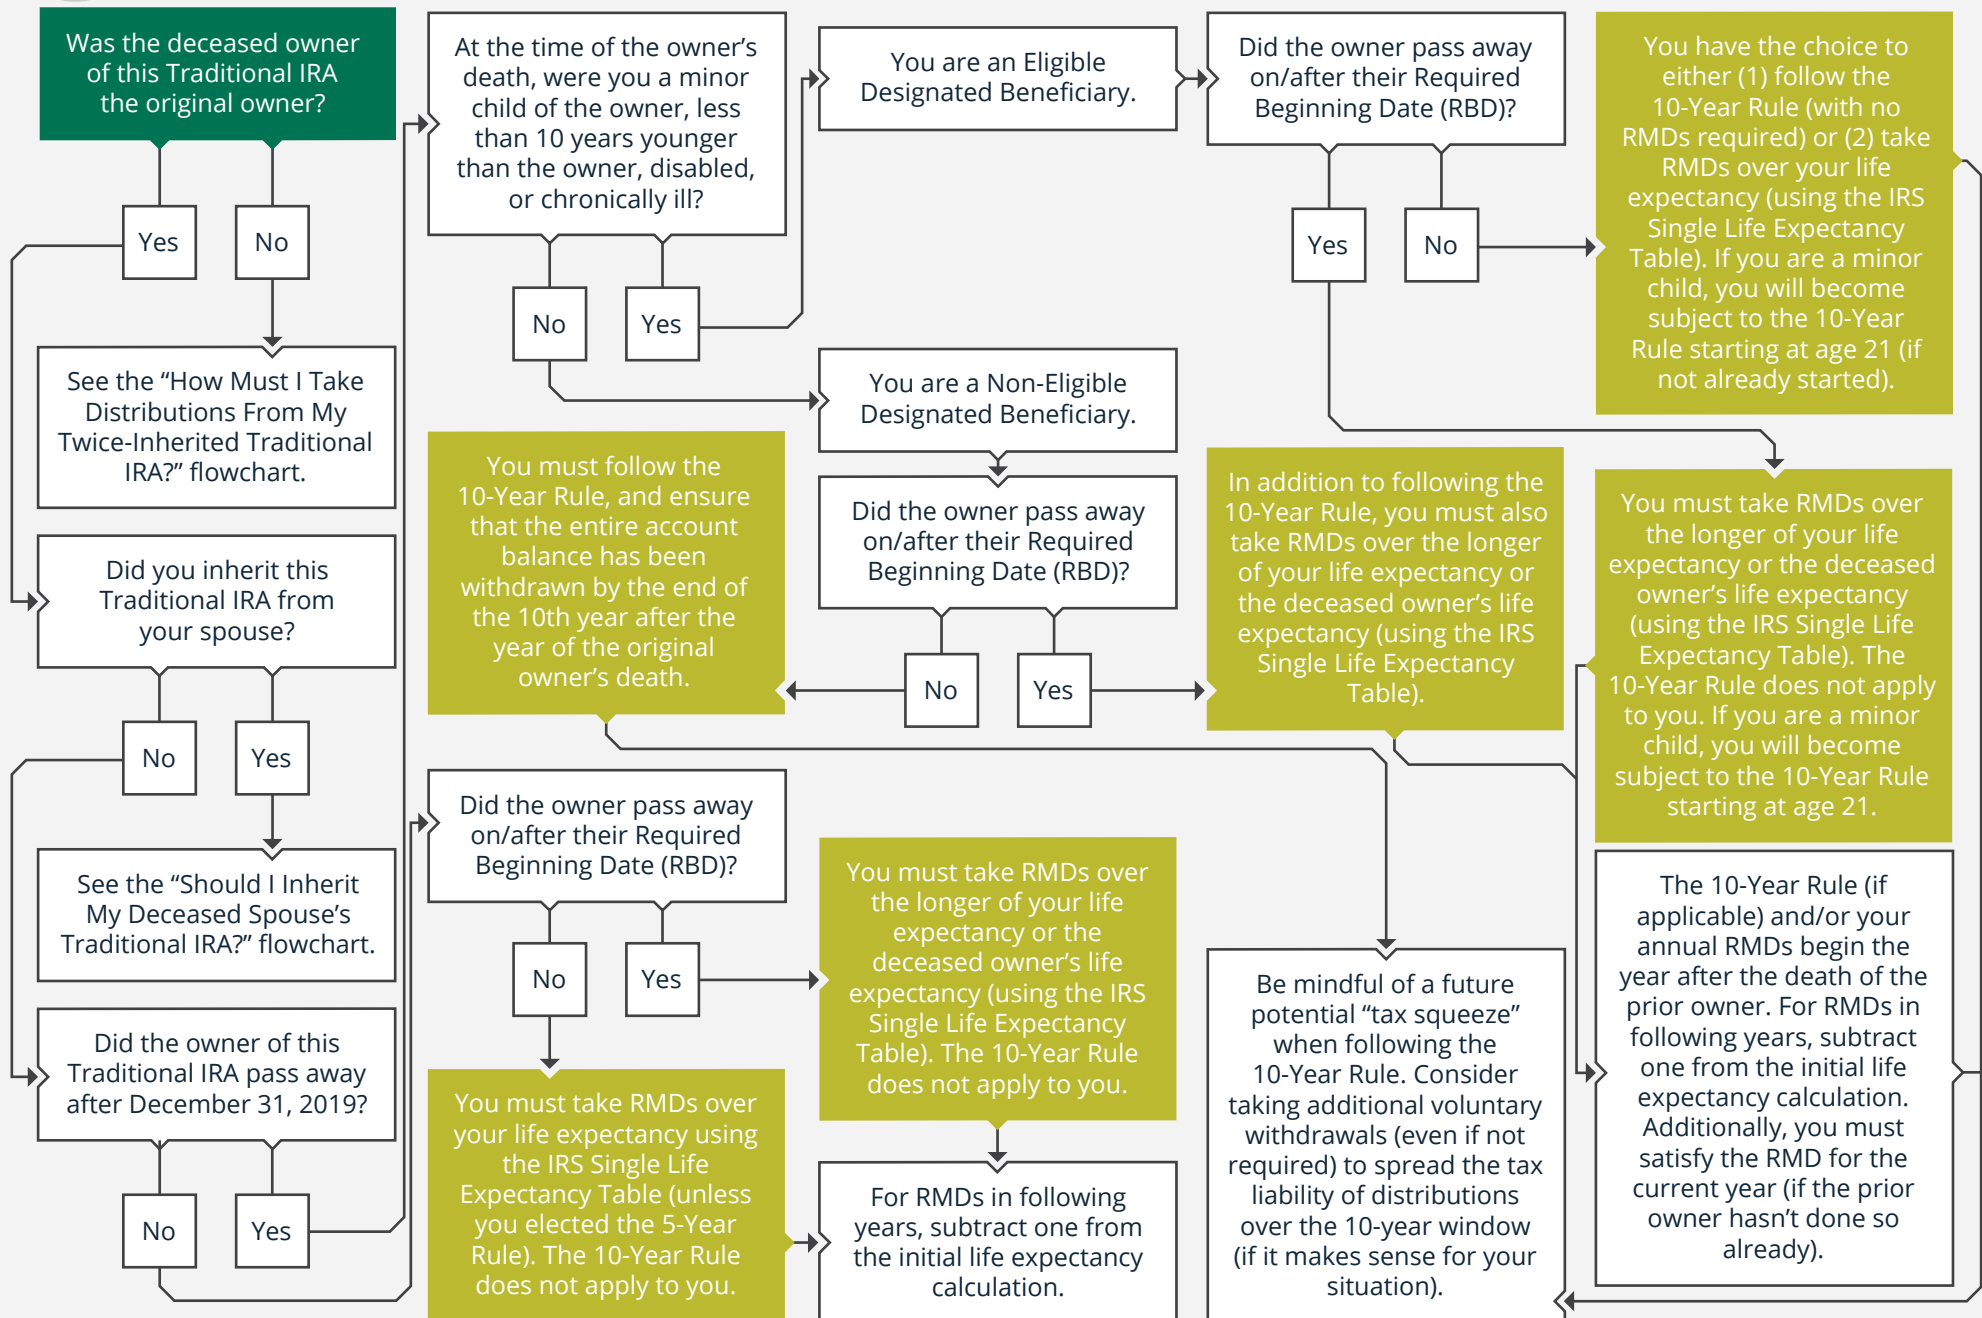 Was the deceased owner
of this Traditional IRA
the original owner?
Yes
No
See the “How Must I Take
Distributions From My
Twice-Inherited Traditional
IRA?” flowchart.
Did you inherit this
Traditional IRA from
your spouse?
No
Yes
See the “Should I Inherit
My Deceased Spouse’s
Traditional IRA?” flowchart.
Did the owner of this
Traditional IRA pass away
after December 31, 2019?
No
Yes
At the time of the owner’s
death, were you a minor
child of the owner, less
than 10 years younger
than the owner, disabled,
or chronically ill?
No
Yes
You must follow the
10-Year Rule, and ensure
that the entire account
balance has been
withdrawn by the end of
the 10th year after the
year of the original
owner’s death.
Did the owner pass away
on/after their Required
Beginning Date (RBD)?
No
Yes
You must take RMDs over
your life expectancy using
the IRS Single Life
Expectancy Table (unless
you elected the 5-Year
Rule). The 10-Year Rule
does not apply to you.
You are an Eligible
Designated Beneficiary.
You are a Non-Eligible
Designated Beneficiary.
Did the owner pass away
on/after their Required
Beginning Date (RBD)?
No
Yes
You must take RMDs over
the longer of your life
expectancy or the
deceased owner’s life
expectancy (using the IRS
Single Life Expectancy
Table). The 10-Year Rule
does not apply to you.
For RMDs in following
years, subtract one from
the initial life expectancy
calculation.
Did the owner pass away
on/after their Required
Beginning Date (RBD)?
Yes
No
In addition to following the
10-Year Rule, you must also
take RMDs over the longer
of your life expectancy or
the deceased owner’s life
expectancy (using the IRS
Single Life Expectancy
Table).
Be mindful of a future
potential “tax squeeze”
when following the
10-Year Rule. Consider
taking additional voluntary
withdrawals (even if not
required) to spread the tax
liability of distributions
over the 10-year window
(if it makes sense for your
situation).
You have the choice to
either (1) follow the
10-Year Rule (with no
RMDs required) or (2) take
RMDs over your life
expectancy (using the IRS
Single Life Expectancy
Table). If you are a minor
child, you will become
subject to the 10-Year
Rule starting at age 21 (if
not already started).
You must take RMDs over
the longer of your life
expectancy or the deceased
owner’s life expectancy
(using the IRS Single Life
Expectancy Table). The
10-Year Rule does not apply
to you. If you are a minor
child, you will become
subject to the 10-Year Rule
starting at age 21.
The 10-Year Rule (if
applicable) and/or your
annual RMDs begin the
year after the death of the
prior owner. For RMDs in
following years, subtract
one from the initial life
expectancy calculation.
Additionally, you must
satisfy the RMD for the
current year (if the prior
owner hasn’t done so
already).